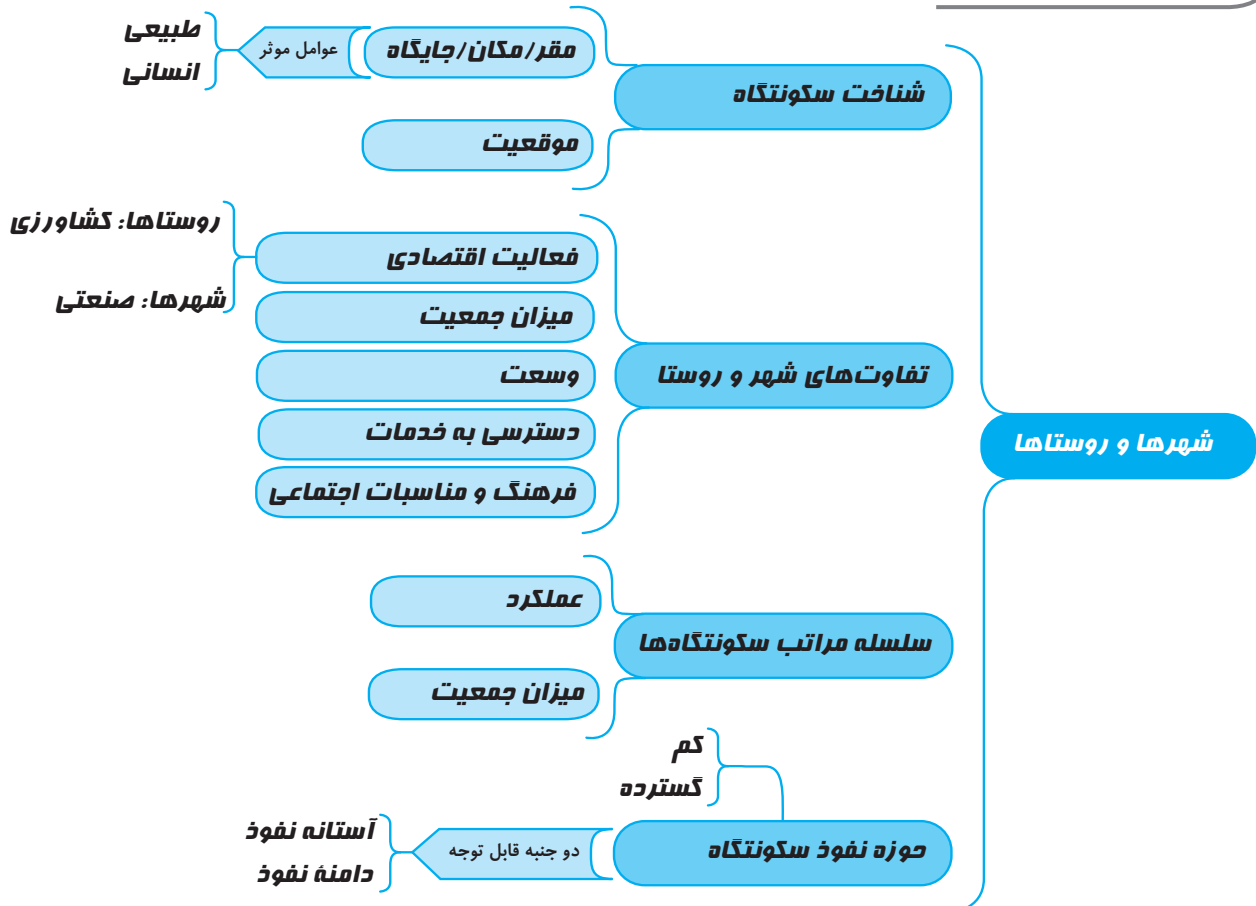 شهرها و روستاها
شناخت سکونتگاه
مقر/مکان/جایگاه
عوامل موثر
طبیعی
انسانی
موقعیت
تفاوت‌های شهر و روستا
فعالیت اقتصادی
روستاها: کشاورزی
شهرها: صنعتی
میزان جمعیت
وسعت
دسترسی به خدمات
فرهنگ و مناسبات اجتماعی
سلسله مراتب سکونتگاه‌ها
عملکرد
میزان جمعیت
حوزه نفوذ سکونتگاه
کم
گسترده
دو جنبه قابل توجه
آستانه نفوذ
دامنهٔ نفوذ